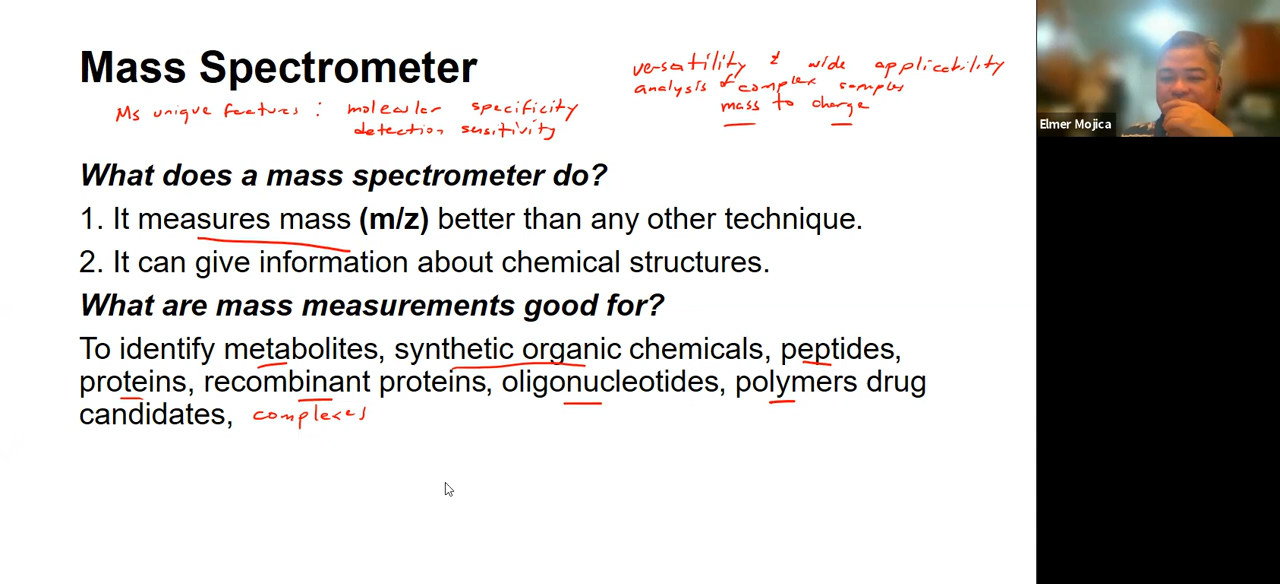 Mass Spectrometer
versatility & wide applicability
analysis of complex samples
mass to charge
MS unique features : molecular specificity
detection sensitivity
Elmer Mojica
What does a mass spectrometer do?
1. It measures mass (m/z) better than any other technique.
2. It can give information about chemical structures.
What are mass measurements good for?
To identify metabolites, synthetic organic chemicals, peptides,
proteins, recombinant proteins, oligonucleotides, polymers drug
candidates, complexes